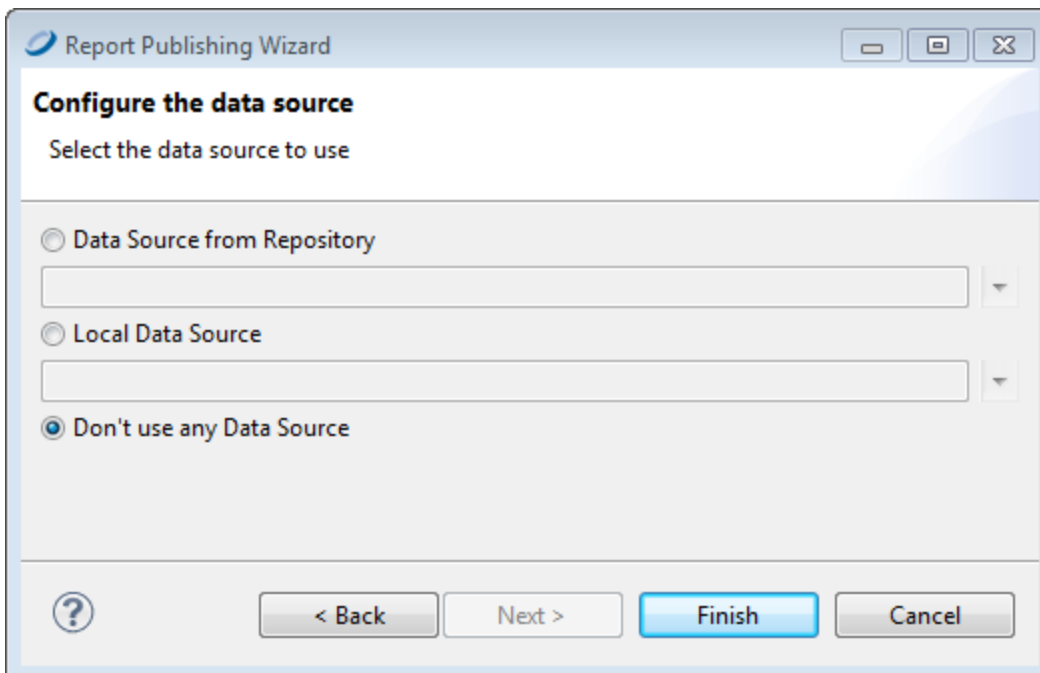 Report Publishing Wizard
Configure the data source
Select the data source to use
Data Source from Repository
Local Data Source
Don't use any Data Source
?
< Back
Next >
Finish
Cancel